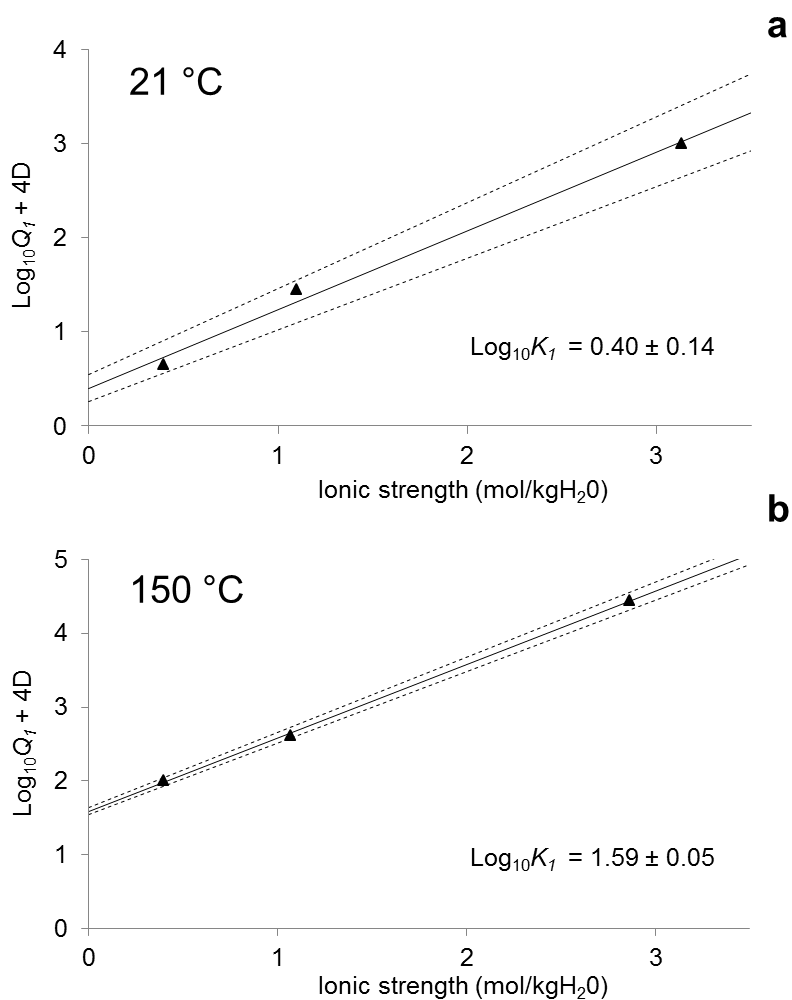 a
4
21 °C
3
Log₁₀Q₁ + 4D
2
1
Log₁₀K₁ = 0.40 ± 0.14
0
0 1 2 3
Ionic strength (mol/kgH₂0)
b
5
150 °C
4
3
Log₁₀Q₁ + 4D
2
1
Log₁₀K₁ = 1.59 ± 0.05
0
0 1 2 3
Ionic strength (mol/kgH₂0)